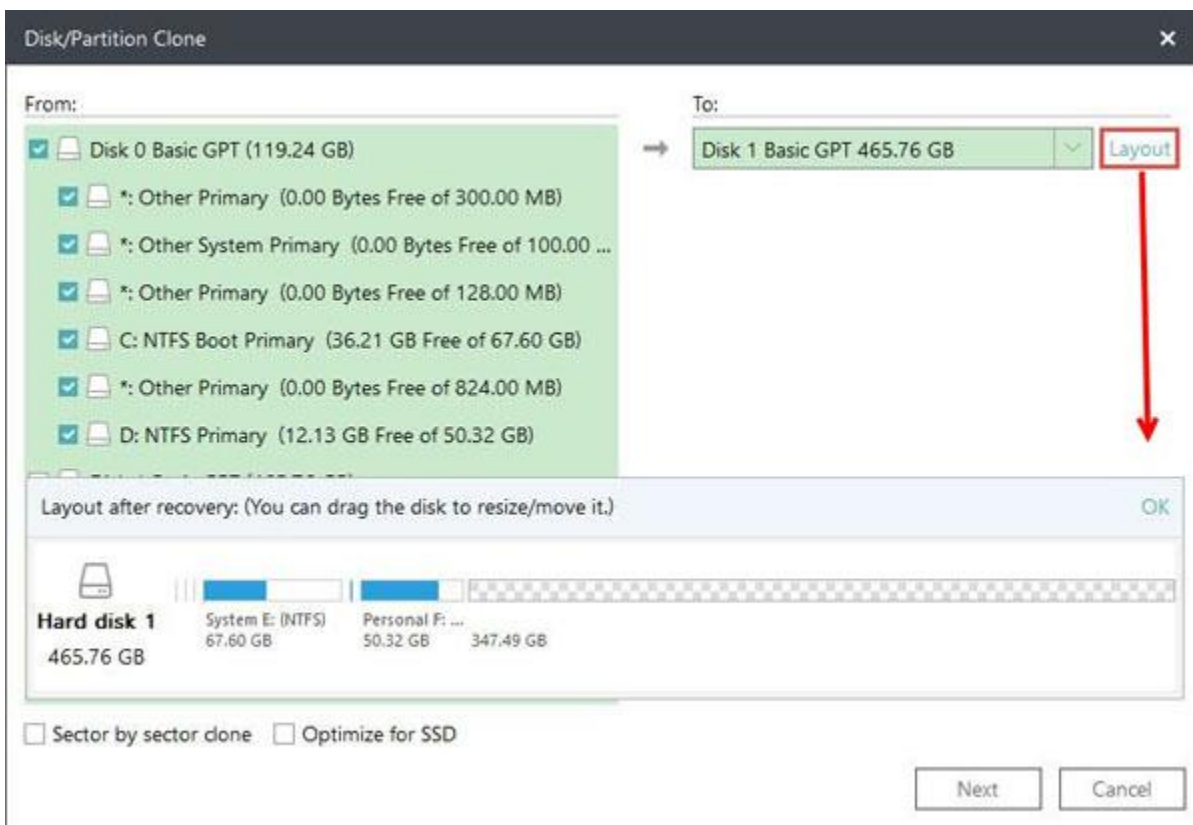 Disk/Partition Clone
From:
Disk 0 Basic GPT (119.24 GB)
*: Other Primary (0.00 Bytes Free of 300.00 MB)
*: Other System Primary (0.00 Bytes Free of 100.00 ...
*: Other Primary (0.00 Bytes Free of 128.00 MB)
C: NTFS Boot Primary (36.21 GB Free of 67.60 GB)
*: Other Primary (0.00 Bytes Free of 824.00 MB)
D: NTFS Primary (12.13 GB Free of 50.32 GB)
To:
Disk 1 Basic GPT 465.76 GB
Layout
Layout after recovery: (You can drag the disk to resize/move it.)
OK
Hard disk 1
465.76 GB
System E: (NTFS)
67.60 GB
Personal F: ...
50.32 GB
347.49 GB
Sector by sector clone
Optimize for SSD
Next
Cancel